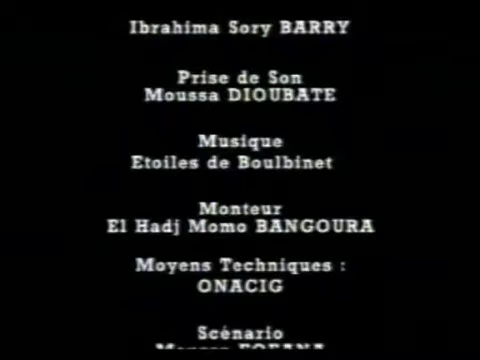 Ibrahima Sory BARRY
Prise de Son
Moussa DIOUBATE
Musique
Etoiles de Boulbinet
Monteur
El Hadj Momo BANGOURA
Moyens Techniques :
ONACIG
Scénario